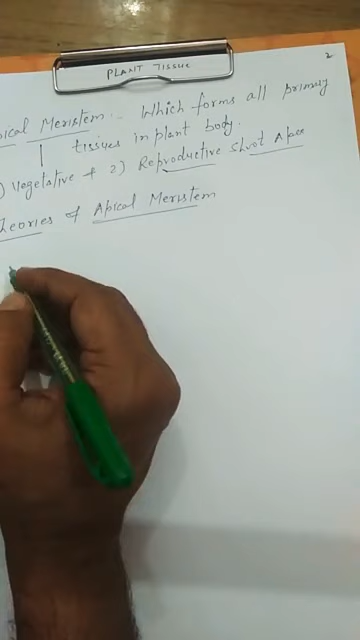 PLANT TISSUE
2
pical Meristem :- Which forms all primary
tissues in plant body.
) Vegetative & 2) Reproductive Shoot Apex
heories of Apical Meristem